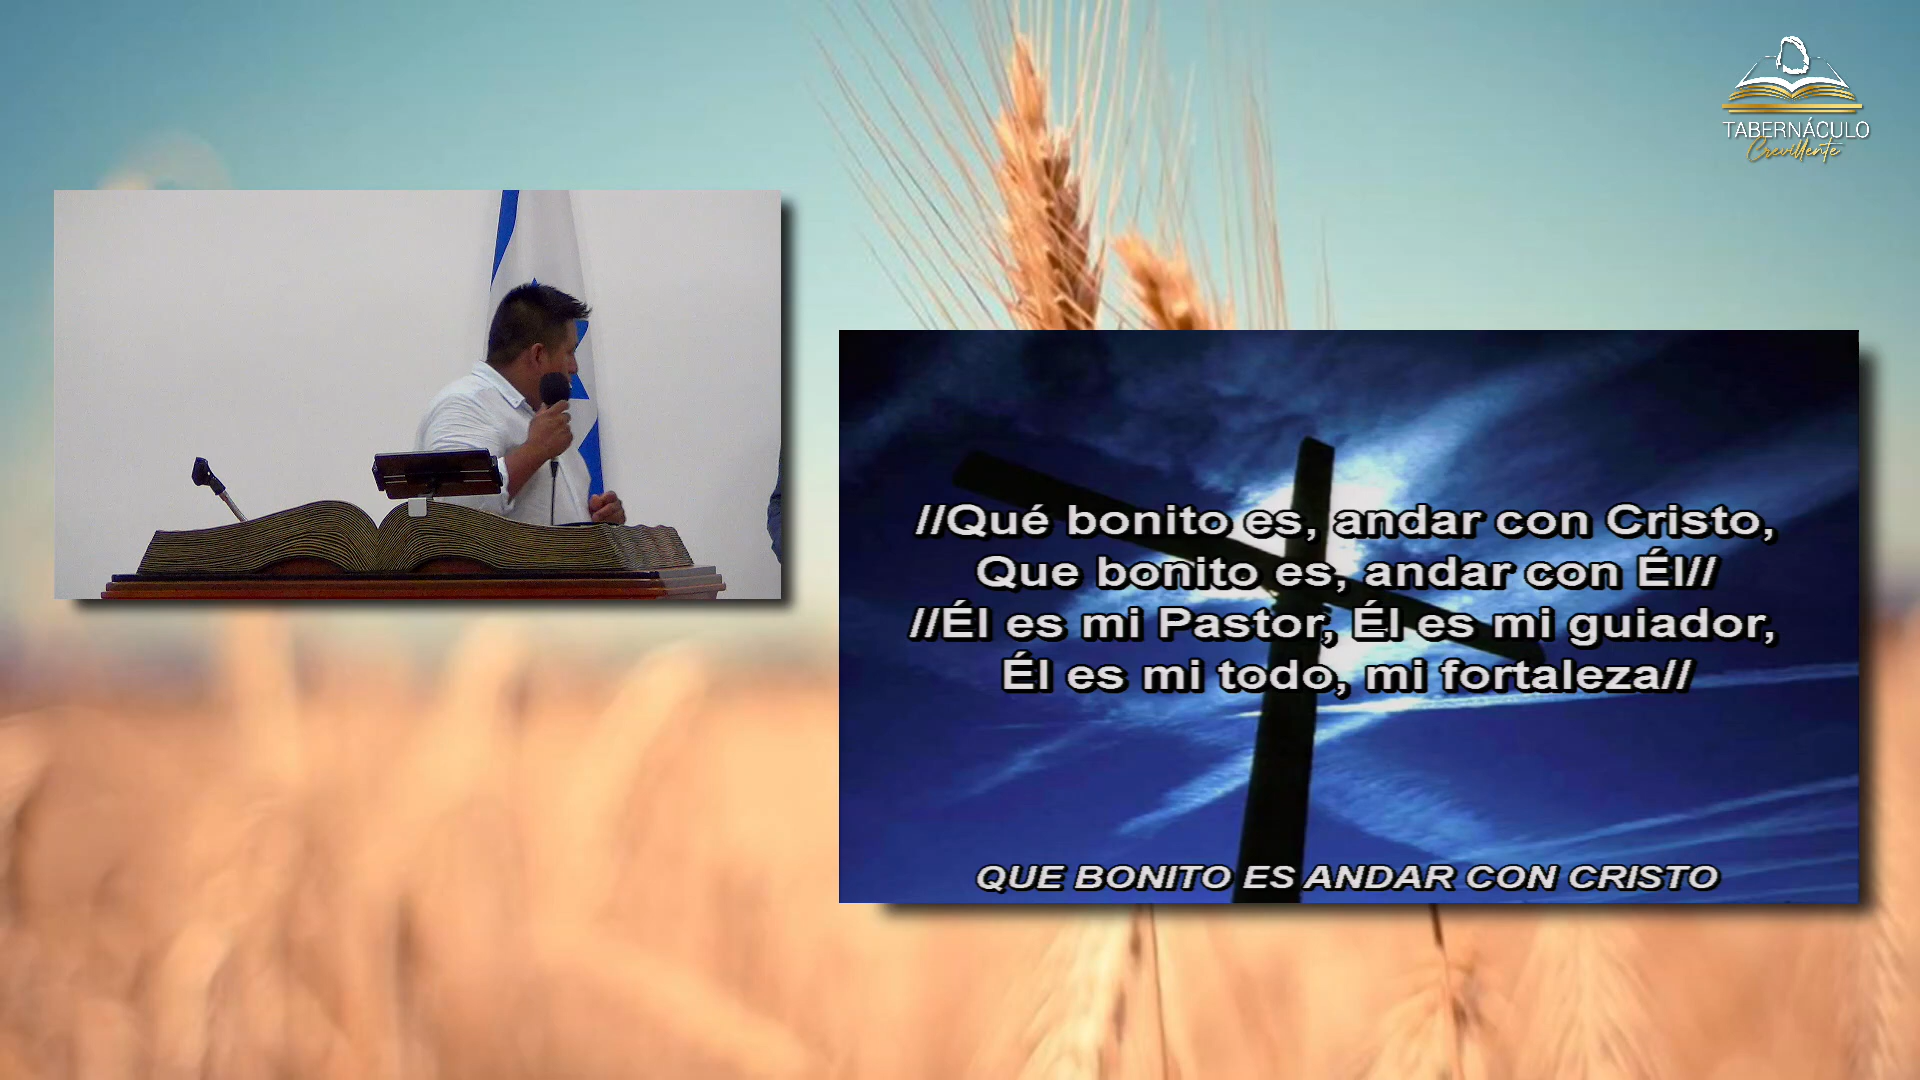 TABERNÁCULO
Crevillente
//Qué bonito es, andar con Cristo,
Que bonito es, andar con Él//
//Él es mi Pastor, Él es mi guiador,
Él es mi todo, mi fortaleza//
QUE BONITO ES ANDAR CON CRISTO